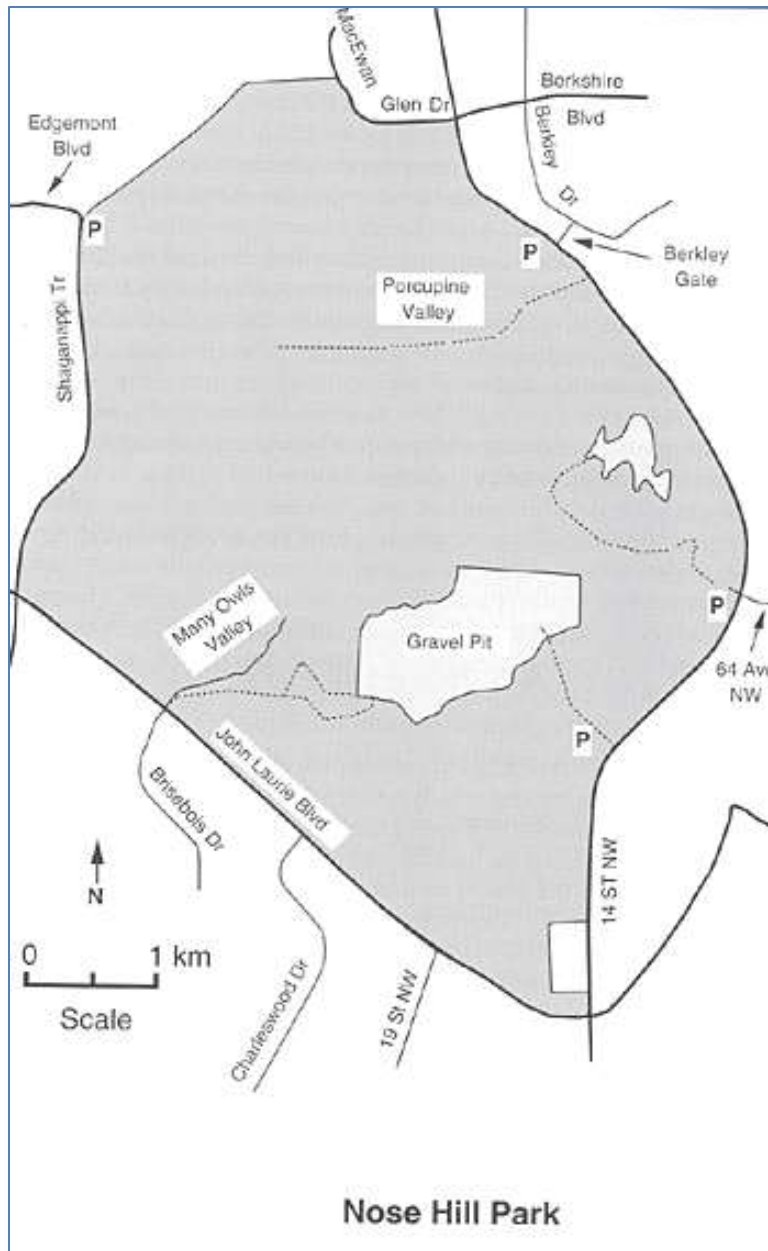 MacEwan
Glen Dr
Berkshire
Blvd
Berkley
Dr
Edgemont
Blvd
P
P
Berkley
Gate
Porcupine
Valley
Shaganappi Tr
Many Owls
Valley
Gravel Pit
P
64 Ave
NW
P
John Laurie Blvd
Brisebois Dr
N
14 ST NW
0 1 km
Scale
Charleswood Dr
19 St NW
Nose Hill Park